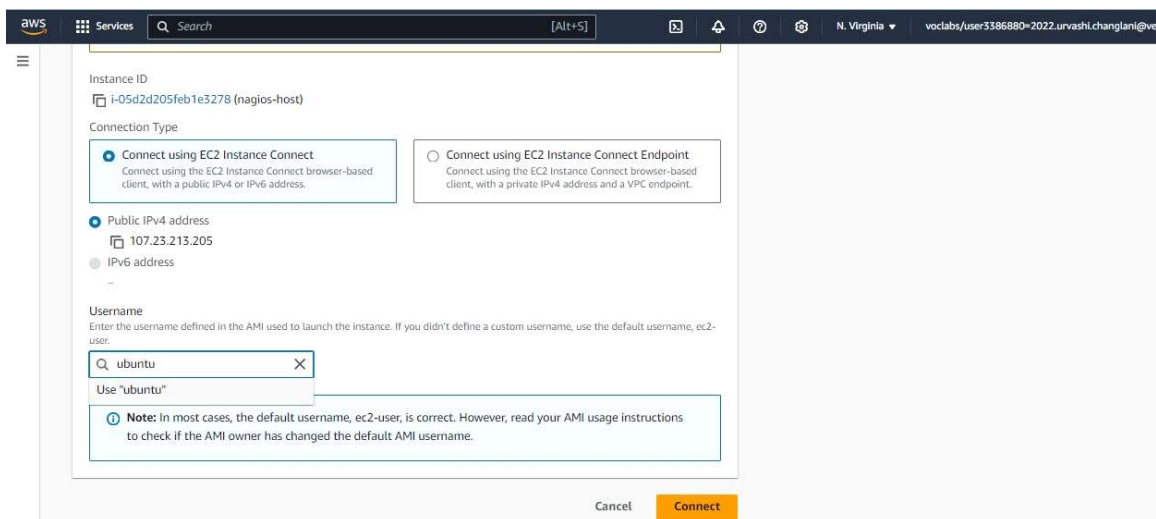 aws
Services
Search
[Alt+S]
N. Virginia
voclabs/user3386880=2022.urvashi.changlani@ve
Instance ID
i-05d2d205feb1e3278 (nagios-host)
Connection Type
Connect using EC2 Instance Connect
Connect using the EC2 Instance Connect browser-based
client, with a public IPv4 or IPv6 address.
Connect using EC2 Instance Connect Endpoint
Connect using the EC2 Instance Connect browser-based
client, with a private IPv4 address and a VPC endpoint.
Public IPv4 address
107.23.213.205
IPv6 address
–
Username
Enter the username defined in the AMI used to launch the instance. If you didn't define a custom username, use the default username, ec2-
user.
ubuntu
Use "ubuntu"
Note: In most cases, the default username, ec2-user, is correct. However, read your AMI usage instructions
to check if the AMI owner has changed the default AMI username.
Cancel
Connect